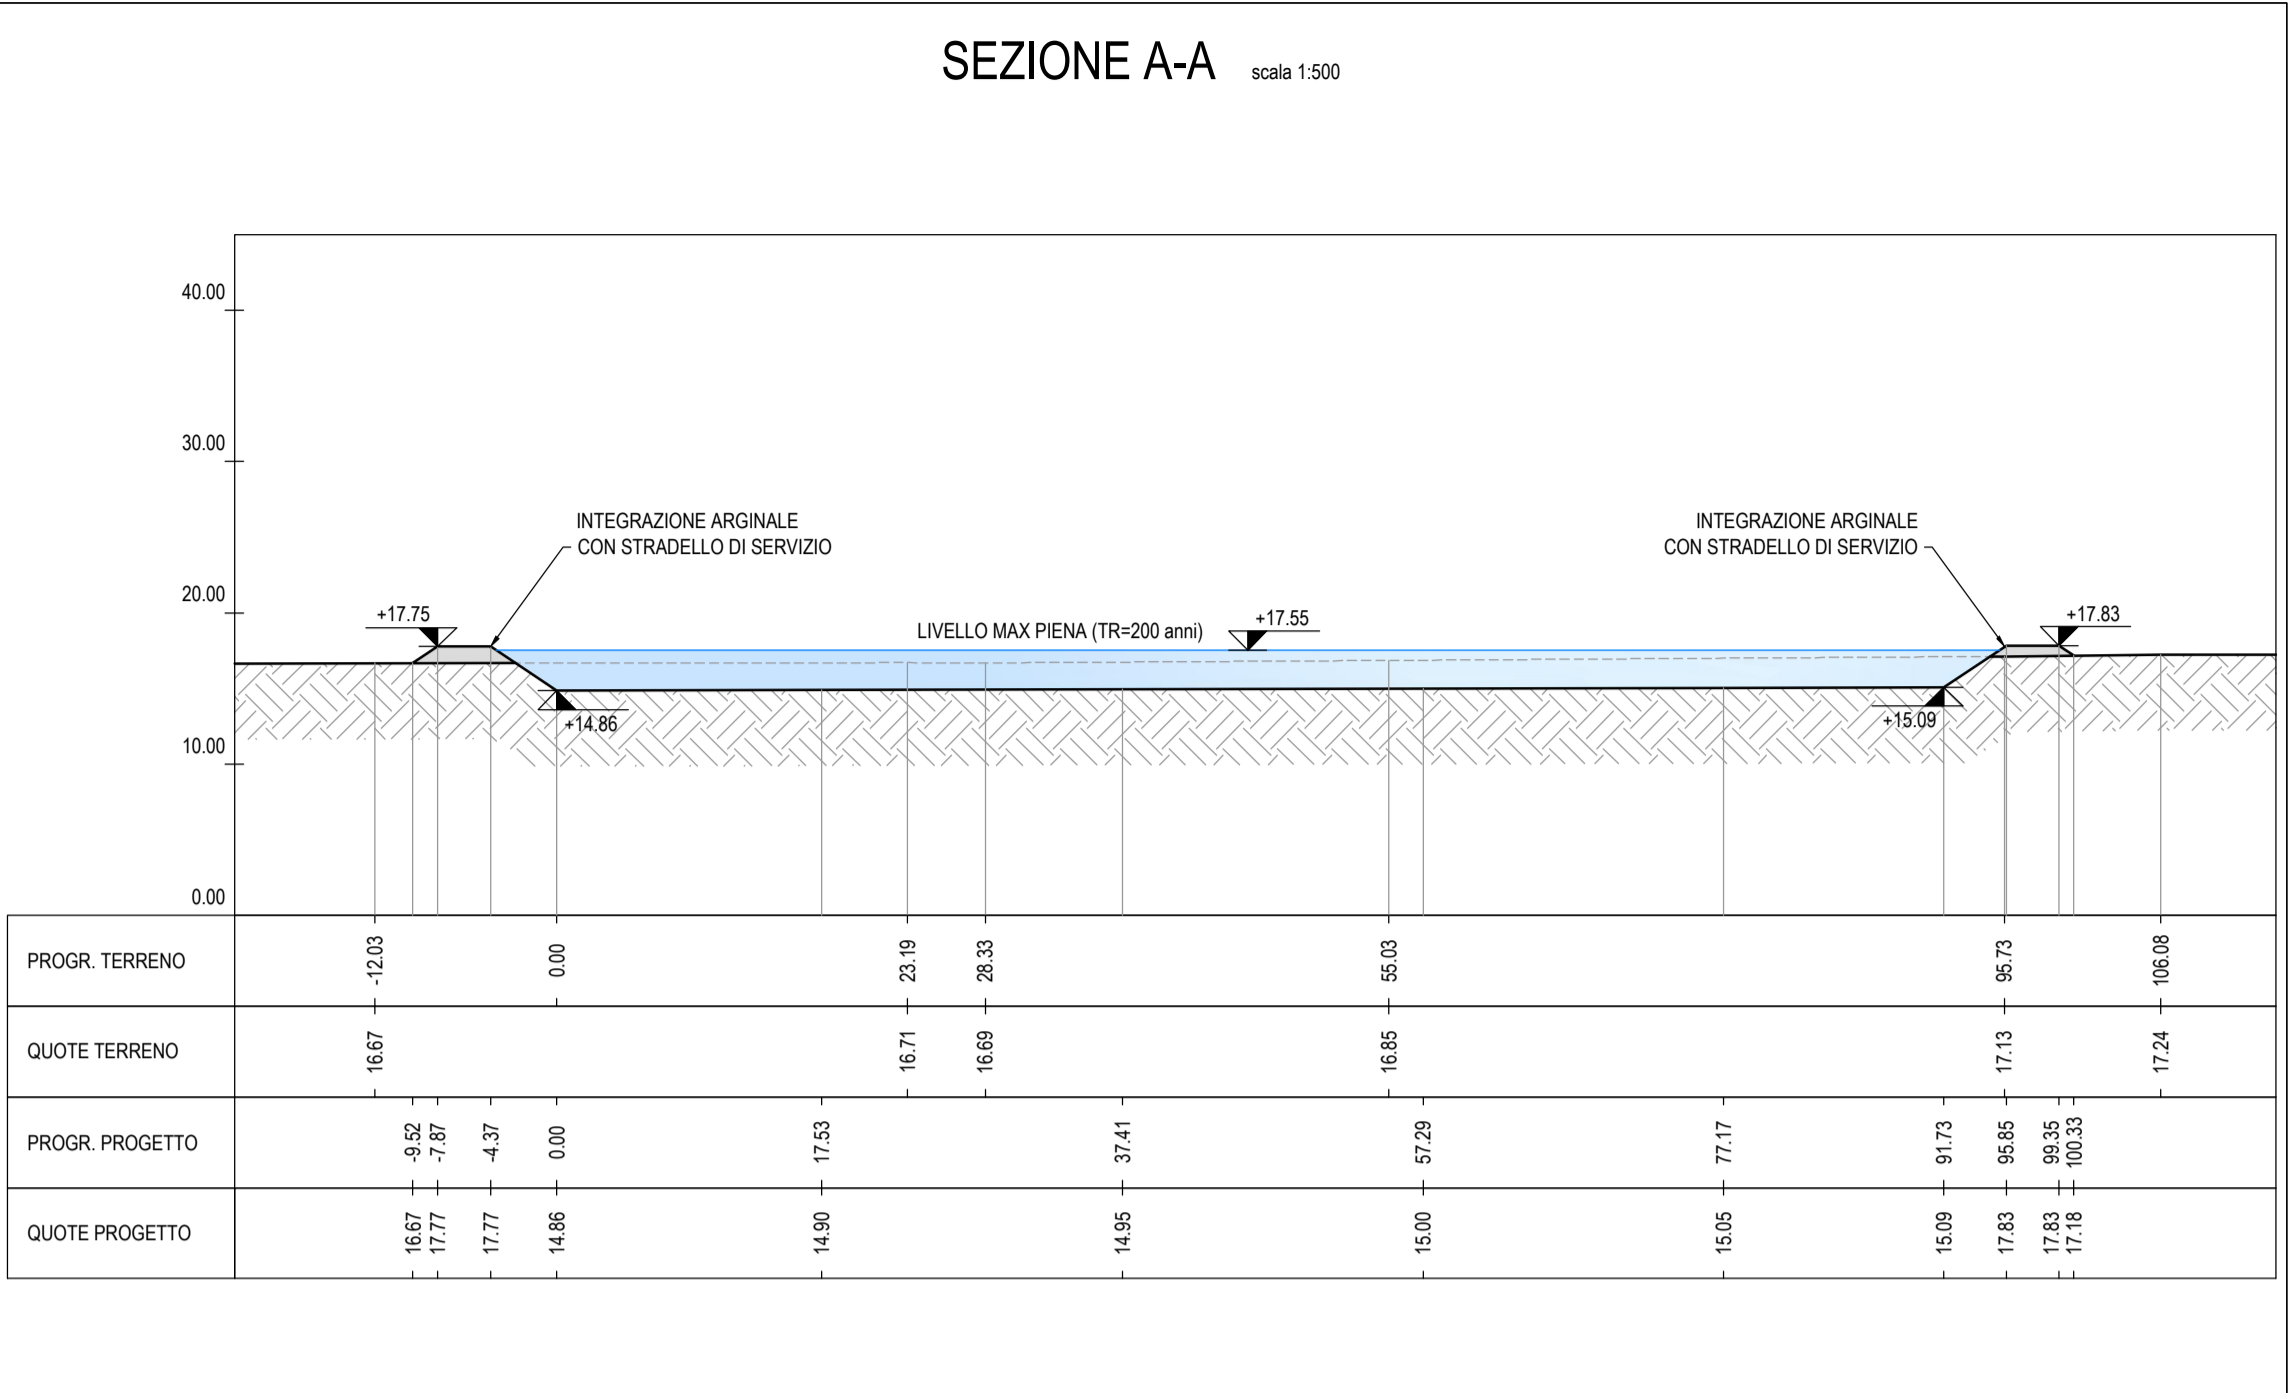 SEZIONE A-A scala 1:500
40.00
30.00
20.00
10.00
0.00
INTEGRAZIONE ARGINALE
CON STRADELLO DI SERVIZIO
INTEGRAZIONE ARGINALE
CON STRADELLO DI SERVIZIO
+17.75
LIVELLO MAX PIENA (TR=200 anni)
+17.55
+17.83
+14.86
+15.09
PROGR. TERRENO -12.03 0.00 23.19 28.33 55.03 95.73 106.08
QUOTE TERRENO 16.67 16.71 16.69 16.85 17.13 17.24
PROGR. PROGETTO -9.52 -7.87 -4.37 0.00 17.53 37.41 57.29 77.17 91.73 95.85 99.35 100.33
QUOTE PROGETTO 16.67 17.77 17.77 14.86 14.90 14.95 15.00 15.05 15.09 17.83 17.83 17.18